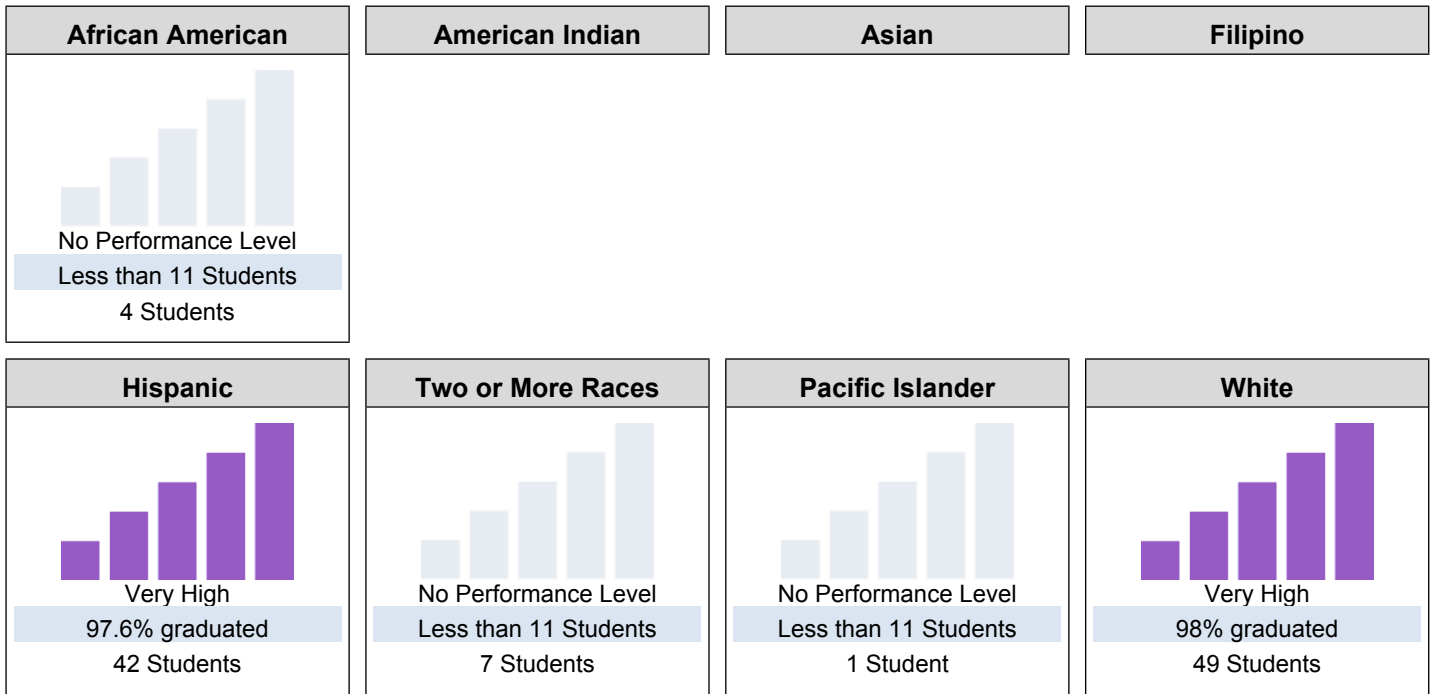 African American
American Indian
Asian
Filipino
No Performance Level
Less than 11 Students
4 Students
Hispanic
Two or More Races
Pacific Islander
White
Very High
97.6% graduated
42 Students
No Performance Level
Less than 11 Students
7 Students
No Performance Level
Less than 11 Students
1 Student
Very High
98% graduated
49 Students